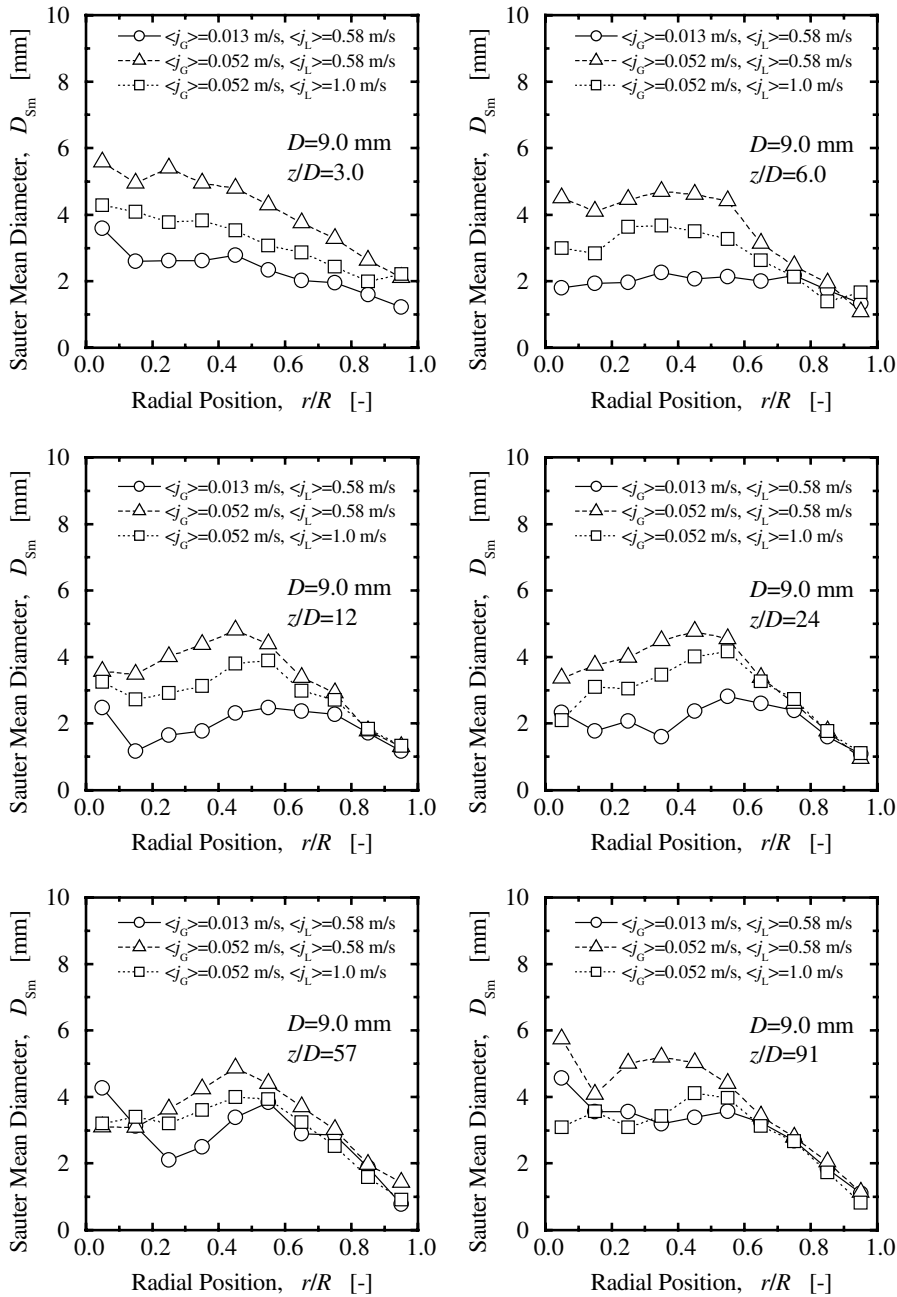 10
8
6
4
2
0
Sauter Mean Diameter, D_Sm [mm]
<j_G>=0.013 m/s, <j_L>=0.58 m/s
<j_G>=0.052 m/s, <j_L>=0.58 m/s
<j_G>=0.052 m/s, <j_L>=1.0 m/s
D=9.0 mm
z/D=3.0
0.0 0.2 0.4 0.6 0.8 1.0
Radial Position, r/R [-]
10
8
6
4
2
0
Sauter Mean Diameter, D_Sm [mm]
<j_G>=0.013 m/s, <j_L>=0.58 m/s
<j_G>=0.052 m/s, <j_L>=0.58 m/s
<j_G>=0.052 m/s, <j_L>=1.0 m/s
D=9.0 mm
z/D=6.0
0.0 0.2 0.4 0.6 0.8 1.0
Radial Position, r/R [-]
10
8
6
4
2
0
Sauter Mean Diameter, D_Sm [mm]
<j_G>=0.013 m/s, <j_L>=0.58 m/s
<j_G>=0.052 m/s, <j_L>=0.58 m/s
<j_G>=0.052 m/s, <j_L>=1.0 m/s
D=9.0 mm
z/D=12
0.0 0.2 0.4 0.6 0.8 1.0
Radial Position, r/R [-]
10
8
6
4
2
0
Sauter Mean Diameter, D_Sm [mm]
<j_G>=0.013 m/s, <j_L>=0.58 m/s
<j_G>=0.052 m/s, <j_L>=0.58 m/s
<j_G>=0.052 m/s, <j_L>=1.0 m/s
D=9.0 mm
z/D=24
0.0 0.2 0.4 0.6 0.8 1.0
Radial Position, r/R [-]
10
8
6
4
2
0
Sauter Mean Diameter, D_Sm [mm]
<j_G>=0.013 m/s, <j_L>=0.58 m/s
<j_G>=0.052 m/s, <j_L>=0.58 m/s
<j_G>=0.052 m/s, <j_L>=1.0 m/s
D=9.0 mm
z/D=57
0.0 0.2 0.4 0.6 0.8 1.0
Radial Position, r/R [-]
10
8
6
4
2
0
Sauter Mean Diameter, D_Sm [mm]
<j_G>=0.013 m/s, <j_L>=0.58 m/s
<j_G>=0.052 m/s, <j_L>=0.58 m/s
<j_G>=0.052 m/s, <j_L>=1.0 m/s
D=9.0 mm
z/D=91
0.0 0.2 0.4 0.6 0.8 1.0
Radial Position, r/R [-]